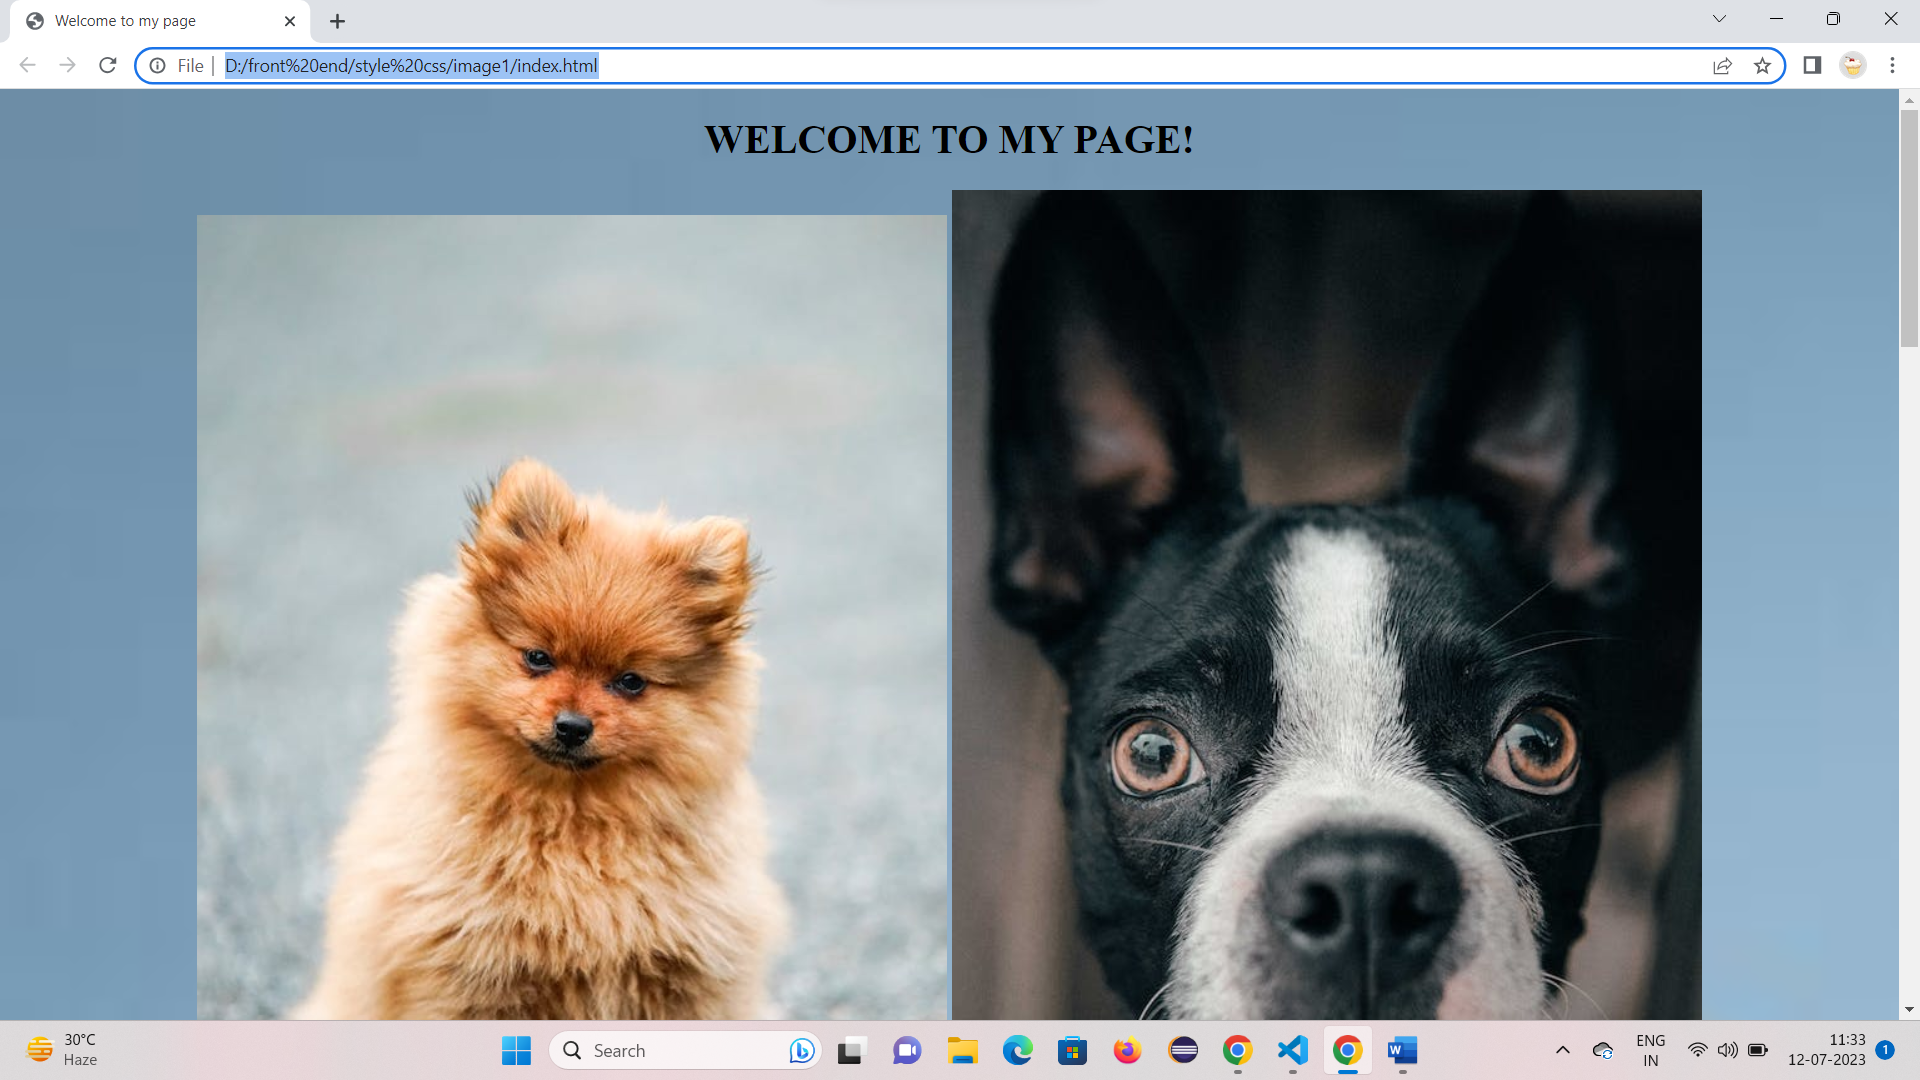 Welcome to my page
File
D:/front%20end/style%20css/image1/index.html
WELCOME TO MY PAGE!
30°C
Haze
Search
W
ENG
IN
11:33
12-07-2023
1